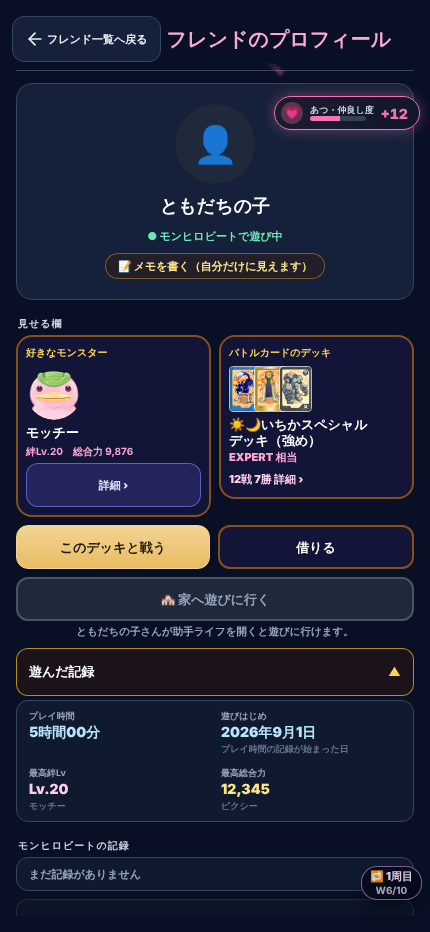 ← フレンド一覧へ戻る
フレンドのプロフィール
あつ・仲良し度
+12
ともだちの子
● モンヒロビートで遊び中
📝 メモを書く（自分だけに見えます）
見せる欄
好きなモンスター
モッチー
絆Lv.20 総合力 9,876
詳細 ›
バトルカードのデッキ
☀️🌙いちかスペシャル
デッキ（強め）
EXPERT 相当
12戦 7勝 詳細 ›
このデッキと戦う
借りる
🏘️ 家へ遊びに行く
ともだちの子さんが助手ライフを開くと遊びに行けます。
遊んだ記録
▲
プレイ時間
5時間00分
遊びはじめ
2026年9月1日
プレイ時間の記録が始まった日
最高絆Lv
Lv.20
モッチー
最高総合力
12,345
ピクシー
モンヒロビートの記録
まだ記録がありません
🔁 1周目
W6/10